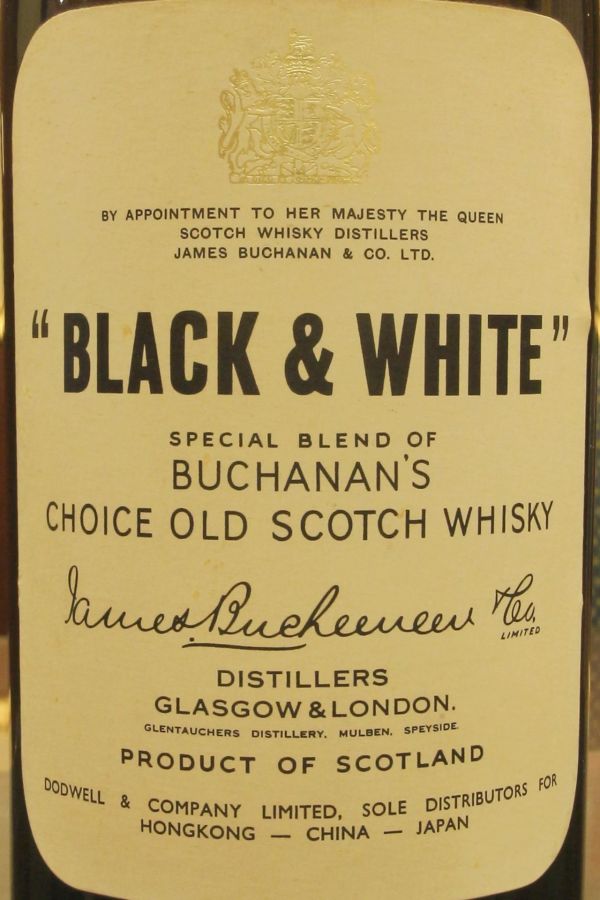 BY APPOINTMENT TO HER MAJESTY THE QUEEN
SCOTCH WHISKY DISTILLERS
JAMES BUCHANAN & CO. LTD.
“BLACK & WHITE”
SPECIAL BLEND OF
BUCHANAN'S
CHOICE OLD SCOTCH WHISKY
James Buchanan & Co.
LIMITED
DISTILLERS
GLASGOW & LONDON.
GLENTAUCHERS DISTILLERY. MULBEN. SPEYSIDE.
PRODUCT OF SCOTLAND
DODWELL & COMPANY LIMITED, SOLE DISTRIBUTORS FOR
HONGKONG — CHINA — JAPAN